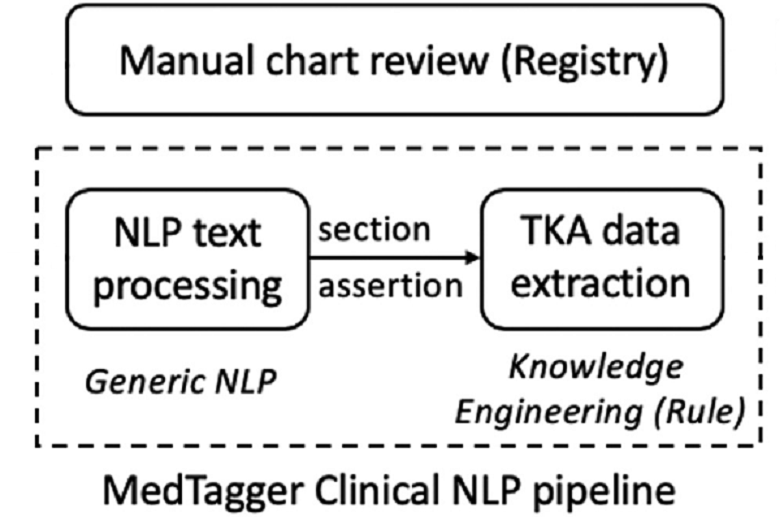 Manual chart review (Registry)
NLP text
processing
section
assertion
TKA data
extraction
Generic NLP
Knowledge
Engineering (Rule)
MedTagger Clinical NLP pipeline